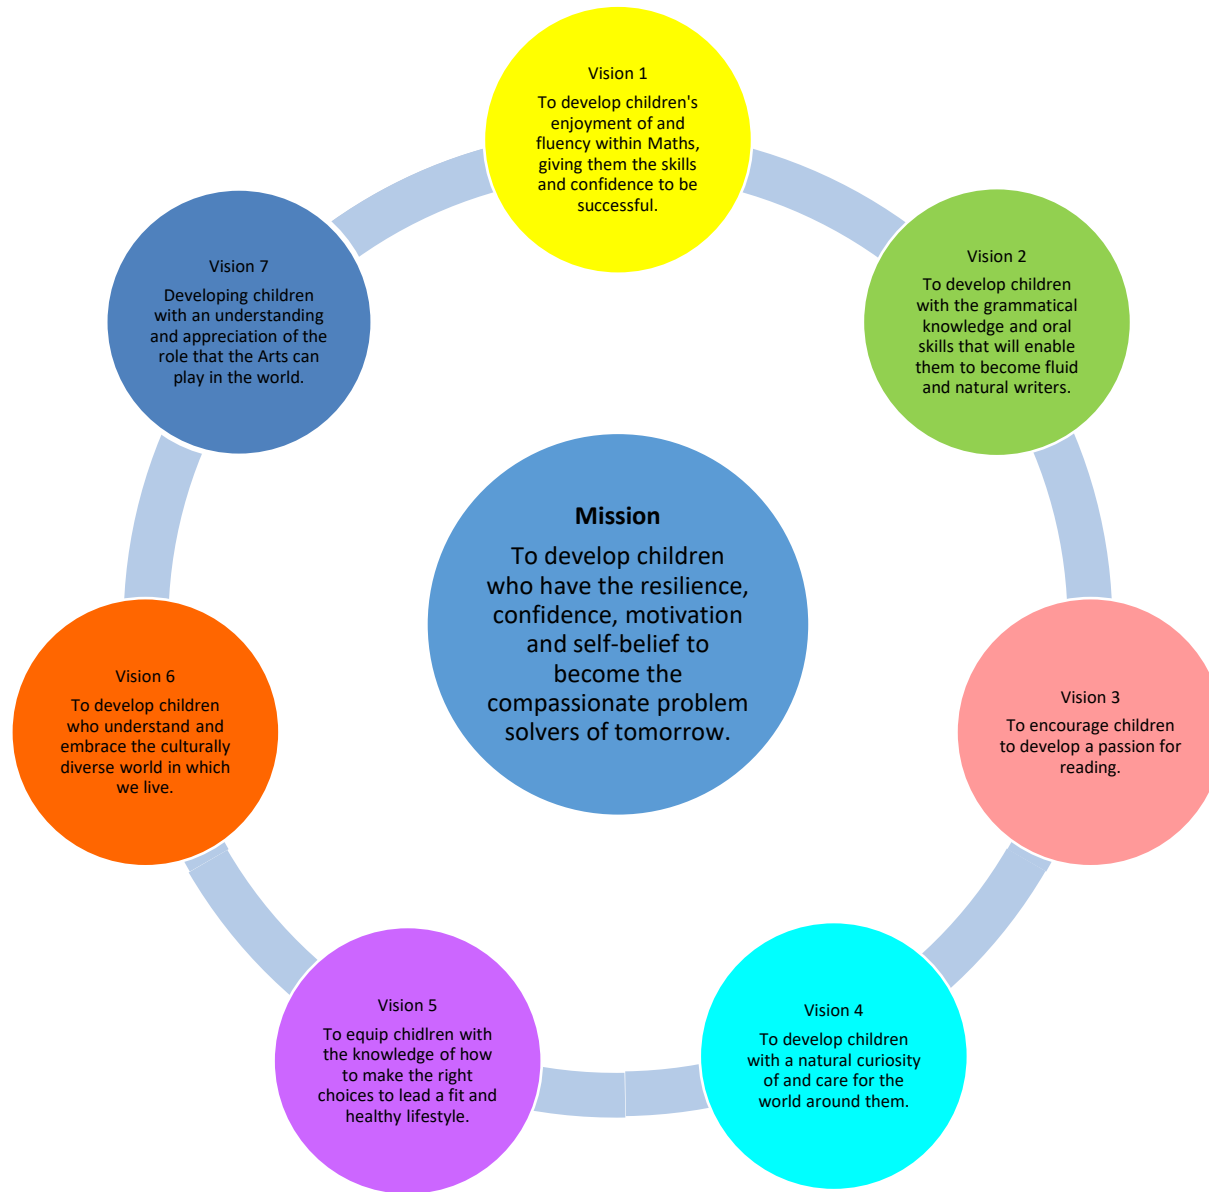 Vision 1
To develop children's
enjoyment of and
fluency within Maths,
giving them the skills
and confidence to be
successful.
Vision 2
To develop children
with the grammatical
knowledge and oral
skills that will enable
them to become fluid
and natural writers.
Vision 3
To encourage children
to develop a passion for
reading.
Vision 4
To develop children
with a natural curiosity
of and care for the
world around them.
Vision 5
To equip chidlren with
the knowledge of how
to make the right
choices to lead a fit and
healthy lifestyle.
Vision 6
To develop children
who understand and
embrace the culturally
diverse world in which
we live.
Vision 7
Developing children
with an understanding
and appreciation of the
role that the Arts can
play in the world.
Mission
To develop children
who have the resilience,
confidence, motivation
and self-belief to
become the
compassionate problem
solvers of tomorrow.